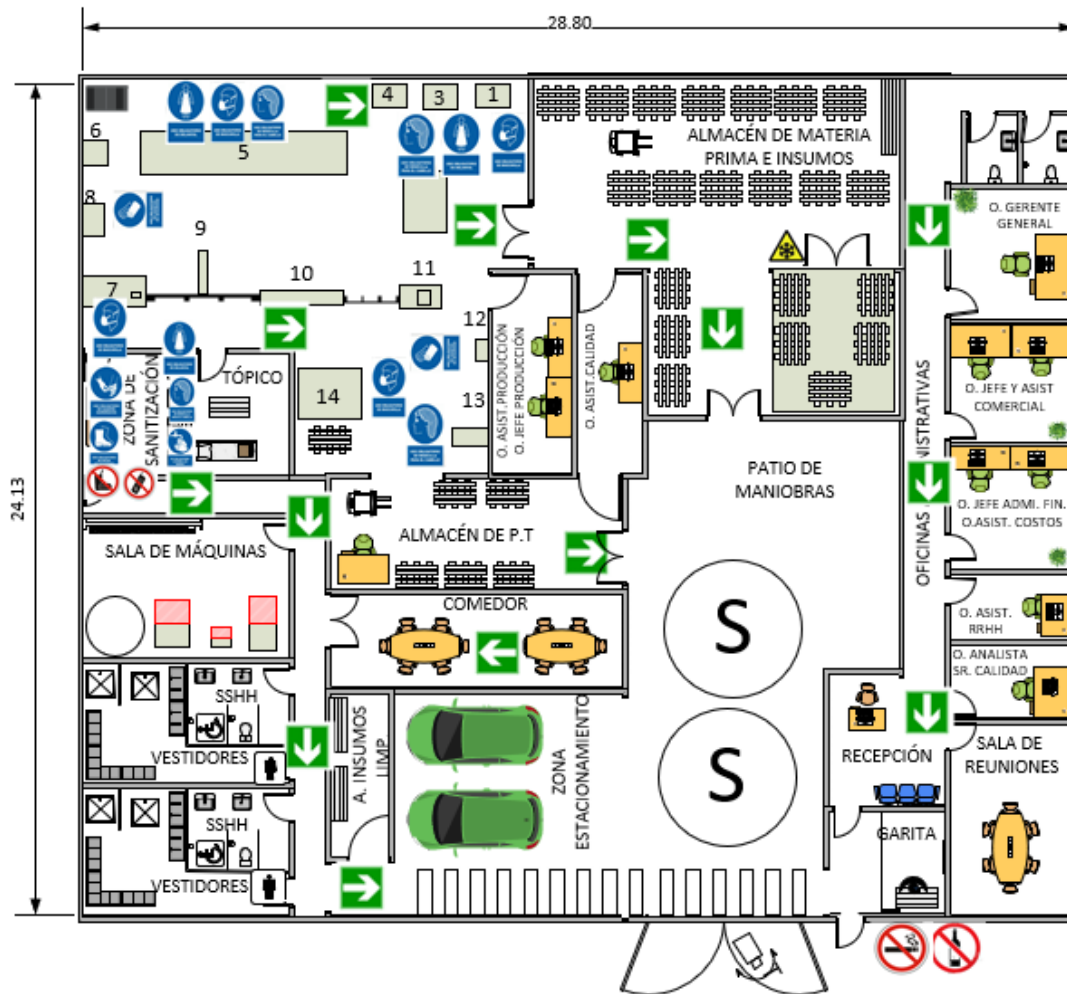 28.80
24.13
4
3
1
6
5
8
9
10
11
7
12
13
14
ALMACÉN DE MATERIA
PRIMA E INSUMOS
O. GERENTE
GENERAL
O. JEFE Y ASIST
COMERCIAL
O. JEFE ADMI. FIN.
O.ASIST. COSTOS
O. ASIST.
RRHH
O. ANALISTA
SR. CALIDAD
OFICINAS
NISTRATIVAS
ZONA DE
SANITIZACIÓN
TÓPICO
O. ASIST.PRODUCCIÓN
O. JEFE PRODUCCIÓN
O. ASIST.CALIDAD
PATIO DE
MANIOBRAS
SALA DE MÁQUINAS
ALMACÉN DE P.T
COMEDOR
S
S
SSHH
VESTIDORES
SSHH
VESTIDORES
A. INSUMOS
LIMP
ZONA
ESTACIONAMIENTO
RECEPCIÓN
SALA DE
REUNIONES
GARITA